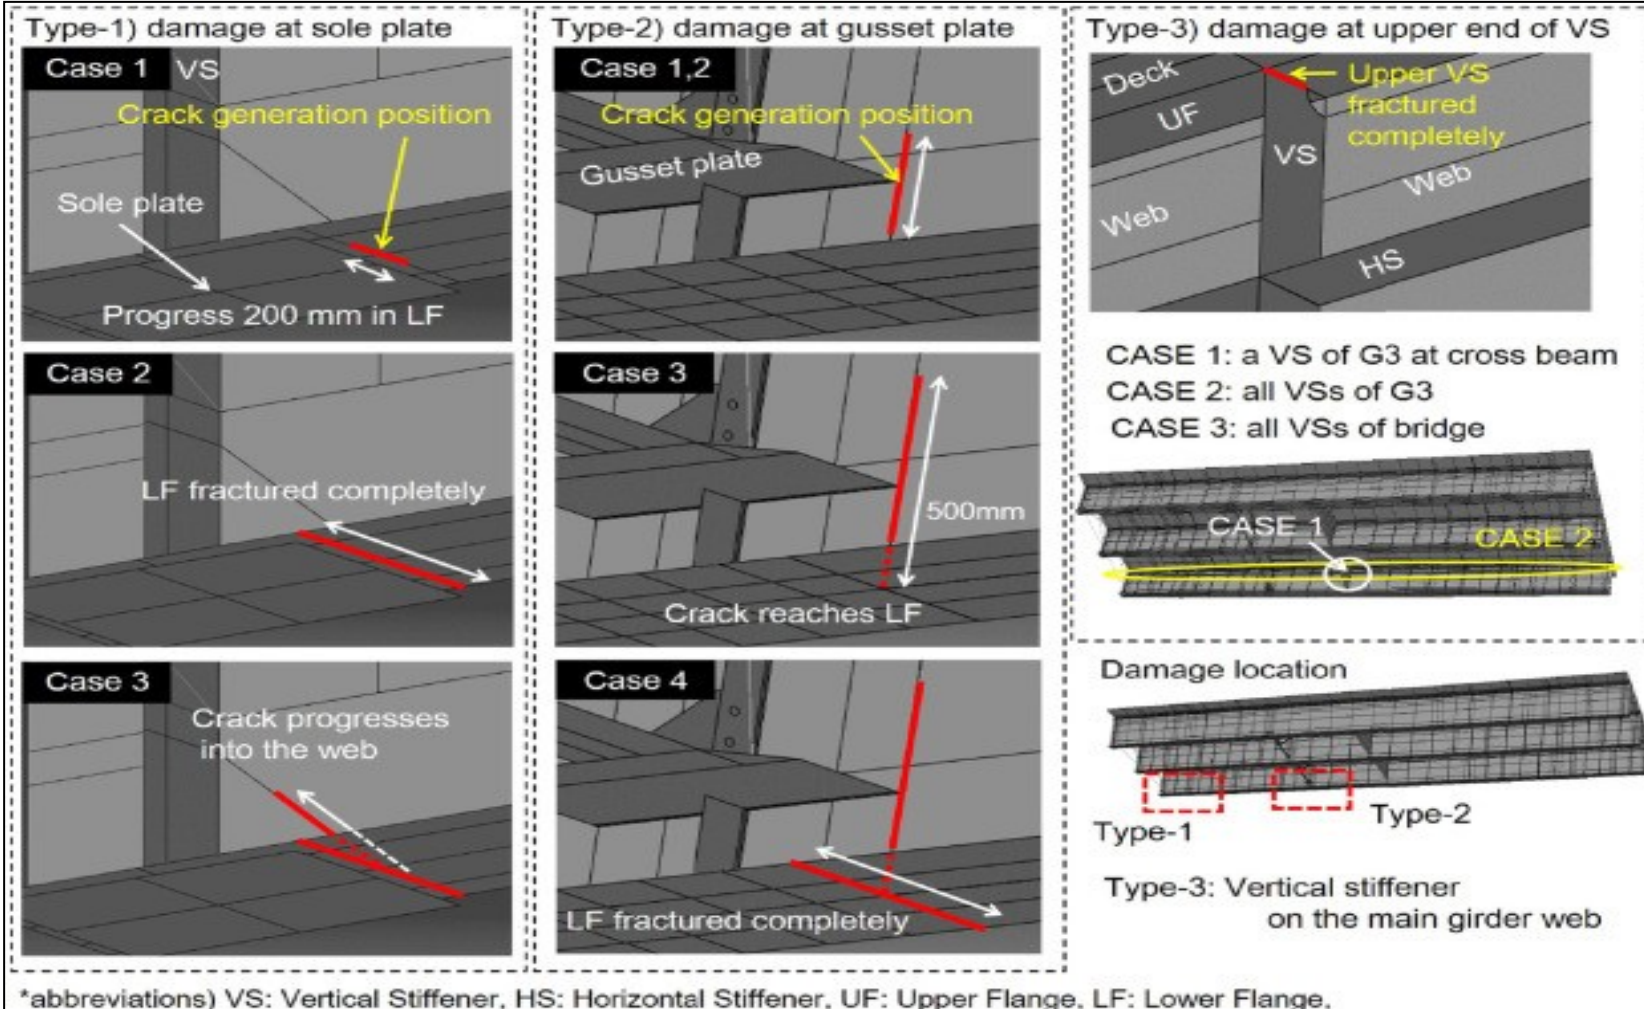 Type-1) damage at sole plate
Case 1
VS
Crack generation position
Sole plate
Progress 200 mm in LF
Case 2
LF fractured completely
Case 3
Crack progresses
into the web
Type-2) damage at gusset plate
Case 1,2
Crack generation position
Gusset plate
Case 3
500mm
Crack reaches LF
Case 4
LF fractured completely
Type-3) damage at upper end of VS
Deck
UF
Upper VS
fractured
completely
VS
Web
Web
HS
CASE 1: a VS of G3 at cross beam
CASE 2: all VSs of G3
CASE 3: all VSs of bridge
CASE 1
CASE 2
Damage location
Type-1
Type-2
Type-3: Vertical stiffener
on the main girder web
*abbreviations) VS: Vertical Stiffener, HS: Horizontal Stiffener, UF: Upper Flange, LF: Lower Flange,